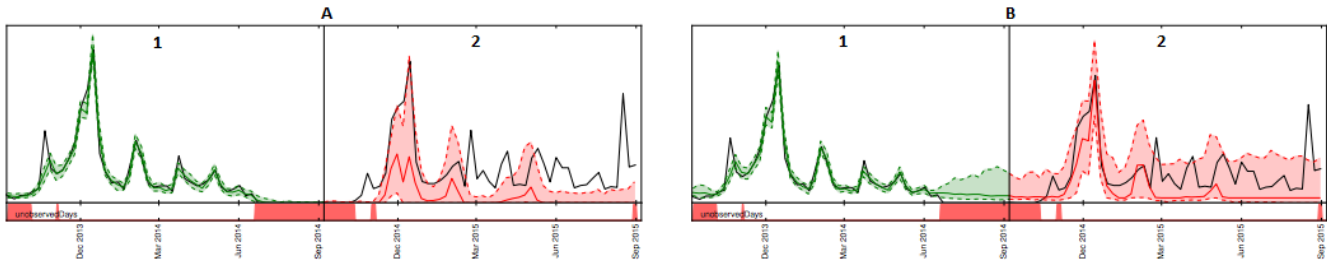 A
B
1
2
1
2
unobservedDays
unobservedDays
Dec 2013
Mar 2014
Jun 2014
Sep 2014
Dec 2014
Mar 2015
Jun 2015
Sep 2015
Dec 2013
Mar 2014
Jun 2014
Sep 2014
Dec 2014
Mar 2015
Jun 2015
Sep 2015